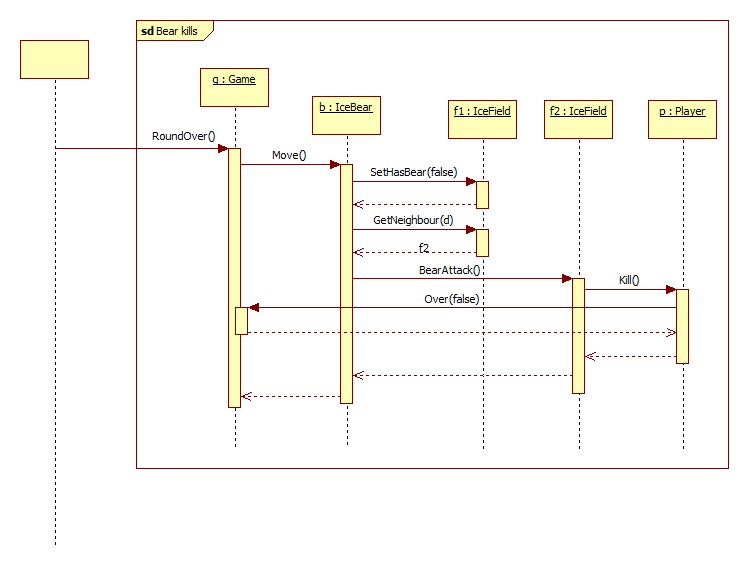 sd Bear kills
g : Game
b : IceBear
f1 : IceField
f2 : IceField
p : Player
RoundOver()
Move()
SetHasBear(false)
GetNeighbour(d)
f2
BearAttack()
Kill()
Over(false)